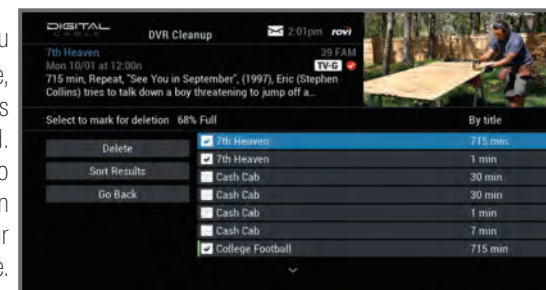 DIGITAL
CABLE
DVR Cleanup
2:01pm rovi
7th Heaven
39 FAM
Mon 10/01 at 12:00n
TV-G
715 min, Repeat, "See You in September", (1997), Eric (Stephen
Collins) tries to talk down a boy threatening to jump off a...
Select to mark for deletion 68% Full
By title
Delete
Sort Results
Go Back
7th Heaven 715 min
7th Heaven 1 min
Cash Cab 30 min
Cash Cab 30 min
Cash Cab 1 min
Cash Cab 7 min
College Football 715 min